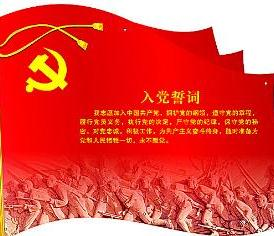 入党誓词
我志愿加入中国共产党，拥护党的纲领，遵守党的章程，
履行党员义务，执行党的决定，严守党的纪律，保守党的秘
密，对党忠诚，积极工作，为共产主义奋斗终身，随时准备为
党和人民牺牲一切，永不叛党。